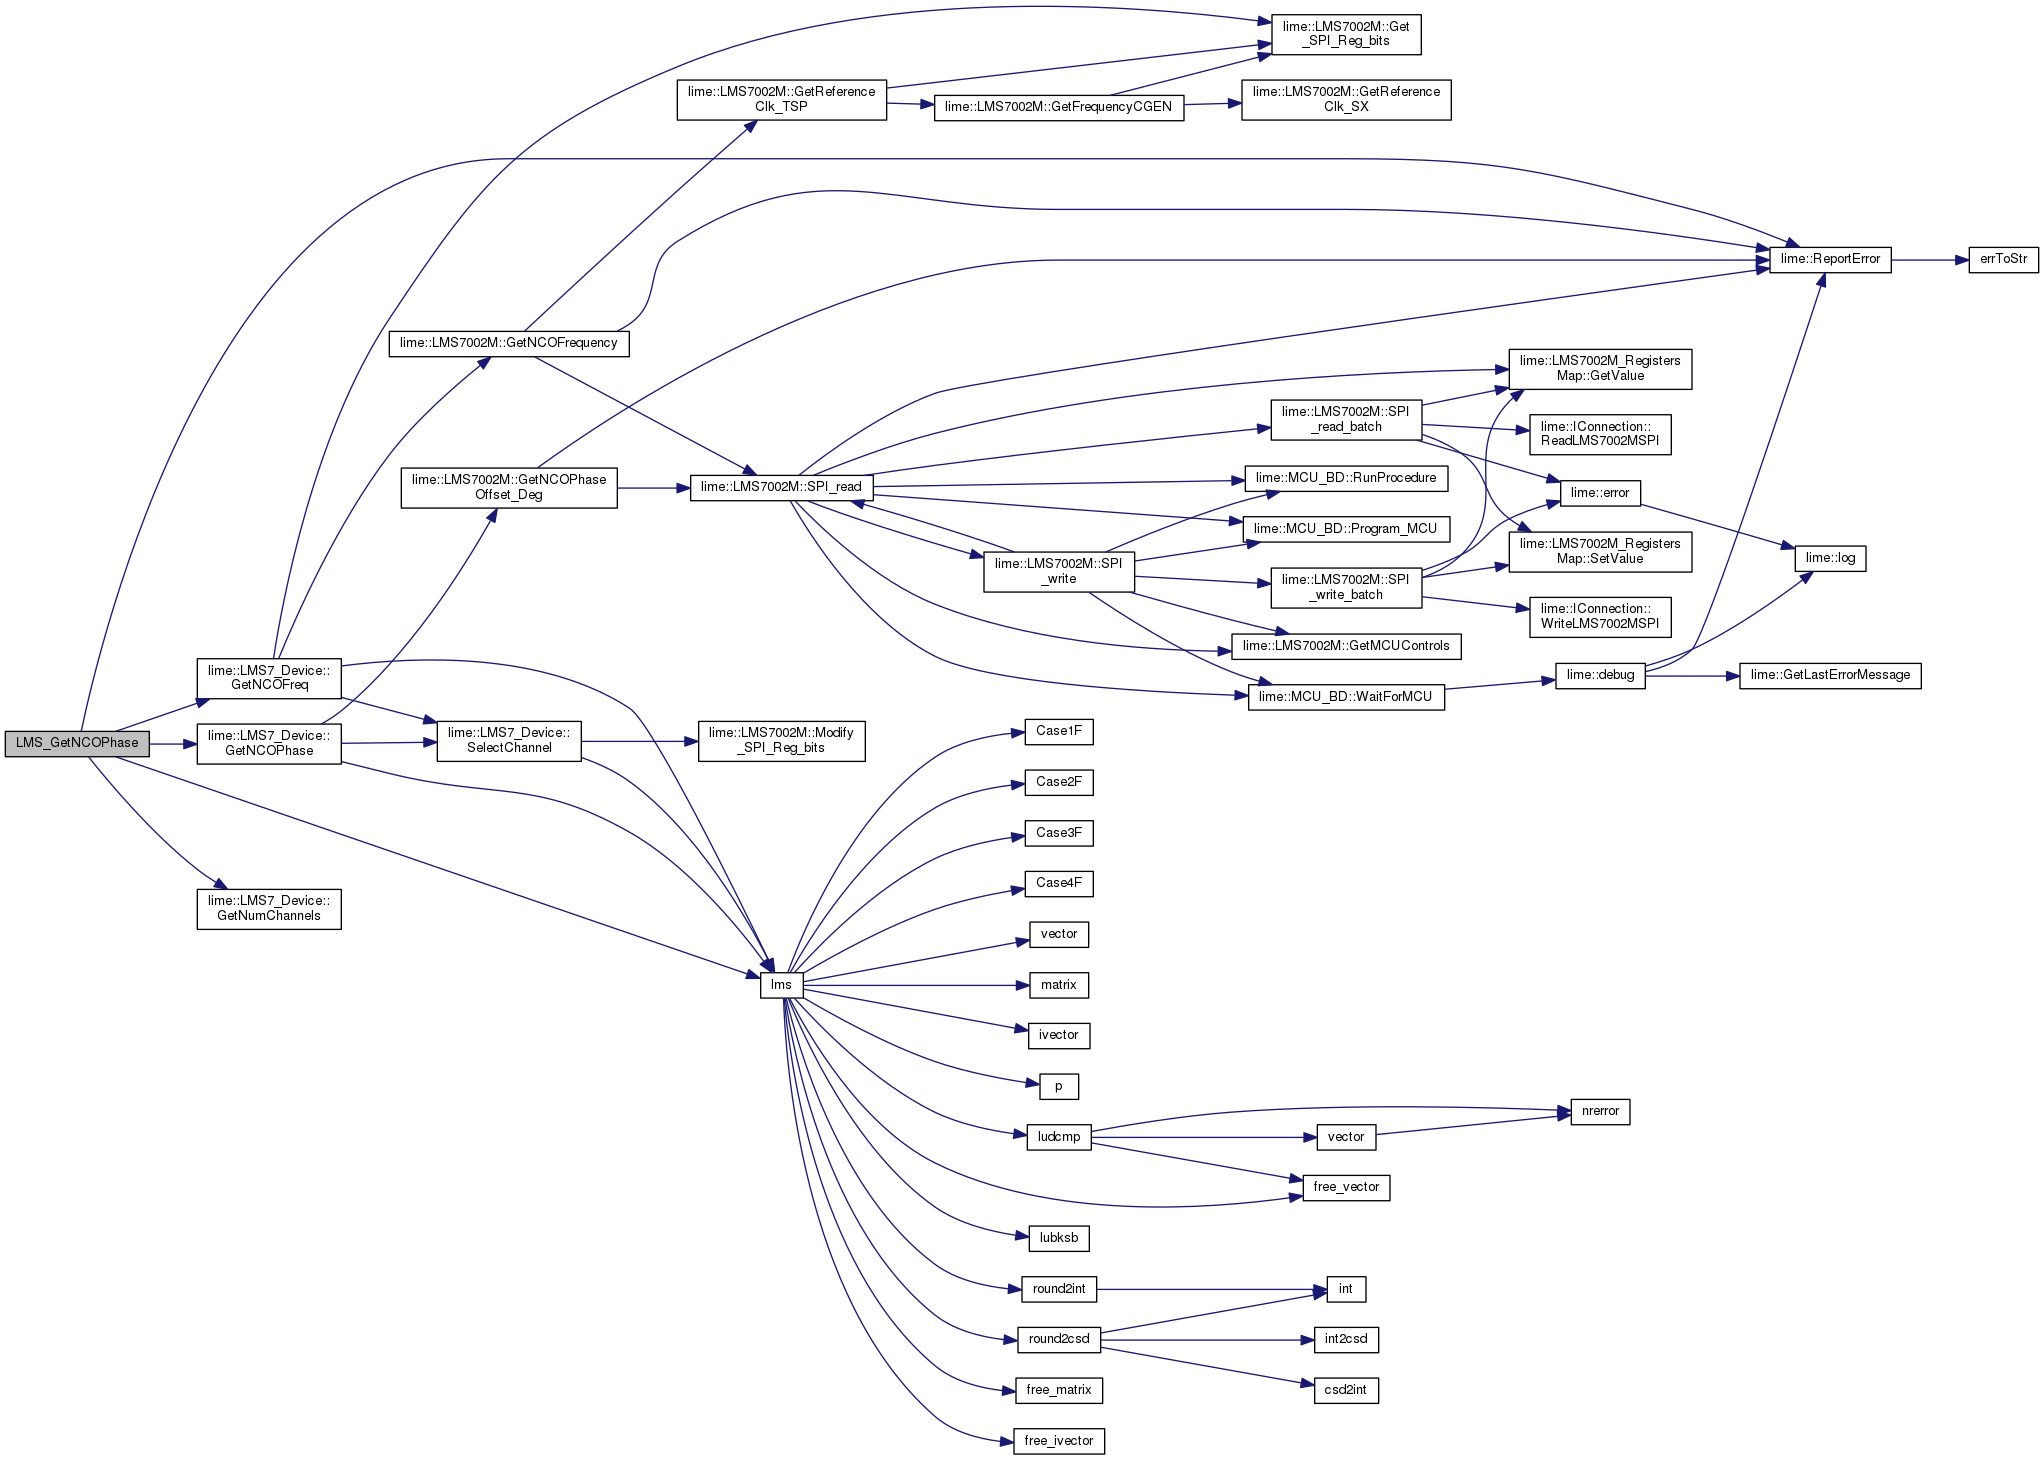 lime::LMS7002M::Get
_SPI_Reg_bits
lime::LMS7002M::GetReference
Clk_TSP
lime::LMS7002M::GetFrequencyCGEN
lime::LMS7002M::GetReference
Clk_SX
lime::ReportError
errToStr
lime::LMS7002M::GetNCOFrequency
lime::LMS7002M_Registers
Map::GetValue
lime::LMS7002M::SPI
_read_batch
lime::IConnection::
ReadLMS7002MSPI
lime::LMS7002M::GetNCOPhase
Offset_Deg
lime::LMS7002M::SPI_read
lime::MCU_BD::RunProcedure
lime::error
lime::MCU_BD::Program_MCU
lime::LMS7002M_Registers
Map::SetValue
lime::log
lime::LMS7002M::SPI
_write
lime::LMS7002M::SPI
_write_batch
lime::IConnection::
WriteLMS7002MSPI
lime::LMS7002M::GetMCUControls
lime::LMS7_Device::
GetNCOFreq
lime::MCU_BD::WaitForMCU
lime::debug
lime::GetLastErrorMessage
LMS_GetNCOPhase
lime::LMS7_Device::
GetNCOPhase
lime::LMS7_Device::
SelectChannel
lime::LMS7002M::Modify
_SPI_Reg_bits
Case1F
Case2F
Case3F
Case4F
lime::LMS7_Device::
GetNumChannels
vector
lms
matrix
ivector
p
nrerror
ludcmp
vector
free_vector
lubksb
round2int
int
round2csd
int2csd
free_matrix
csd2int
free_ivector